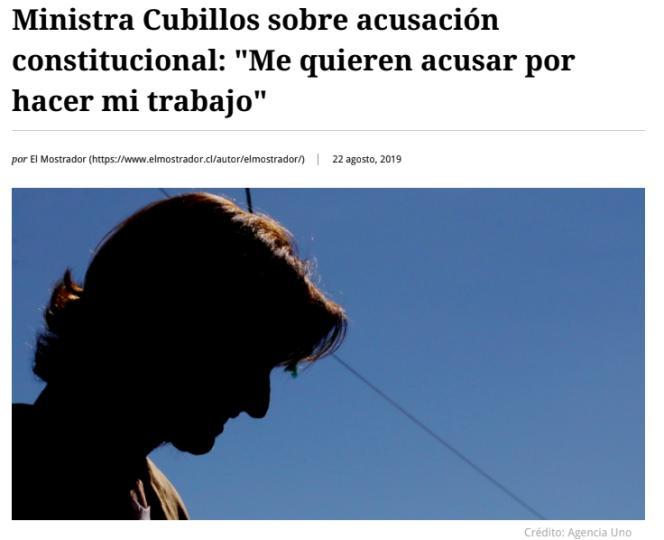 Ministra Cubillos sobre acusación
constitucional: "Me quieren acusar por
hacer mi trabajo"
por El Mostrador (https://www.elmostrador.cl/autor/elmostrador/) | 22 agosto, 2019
Crédito: Agencia Uno